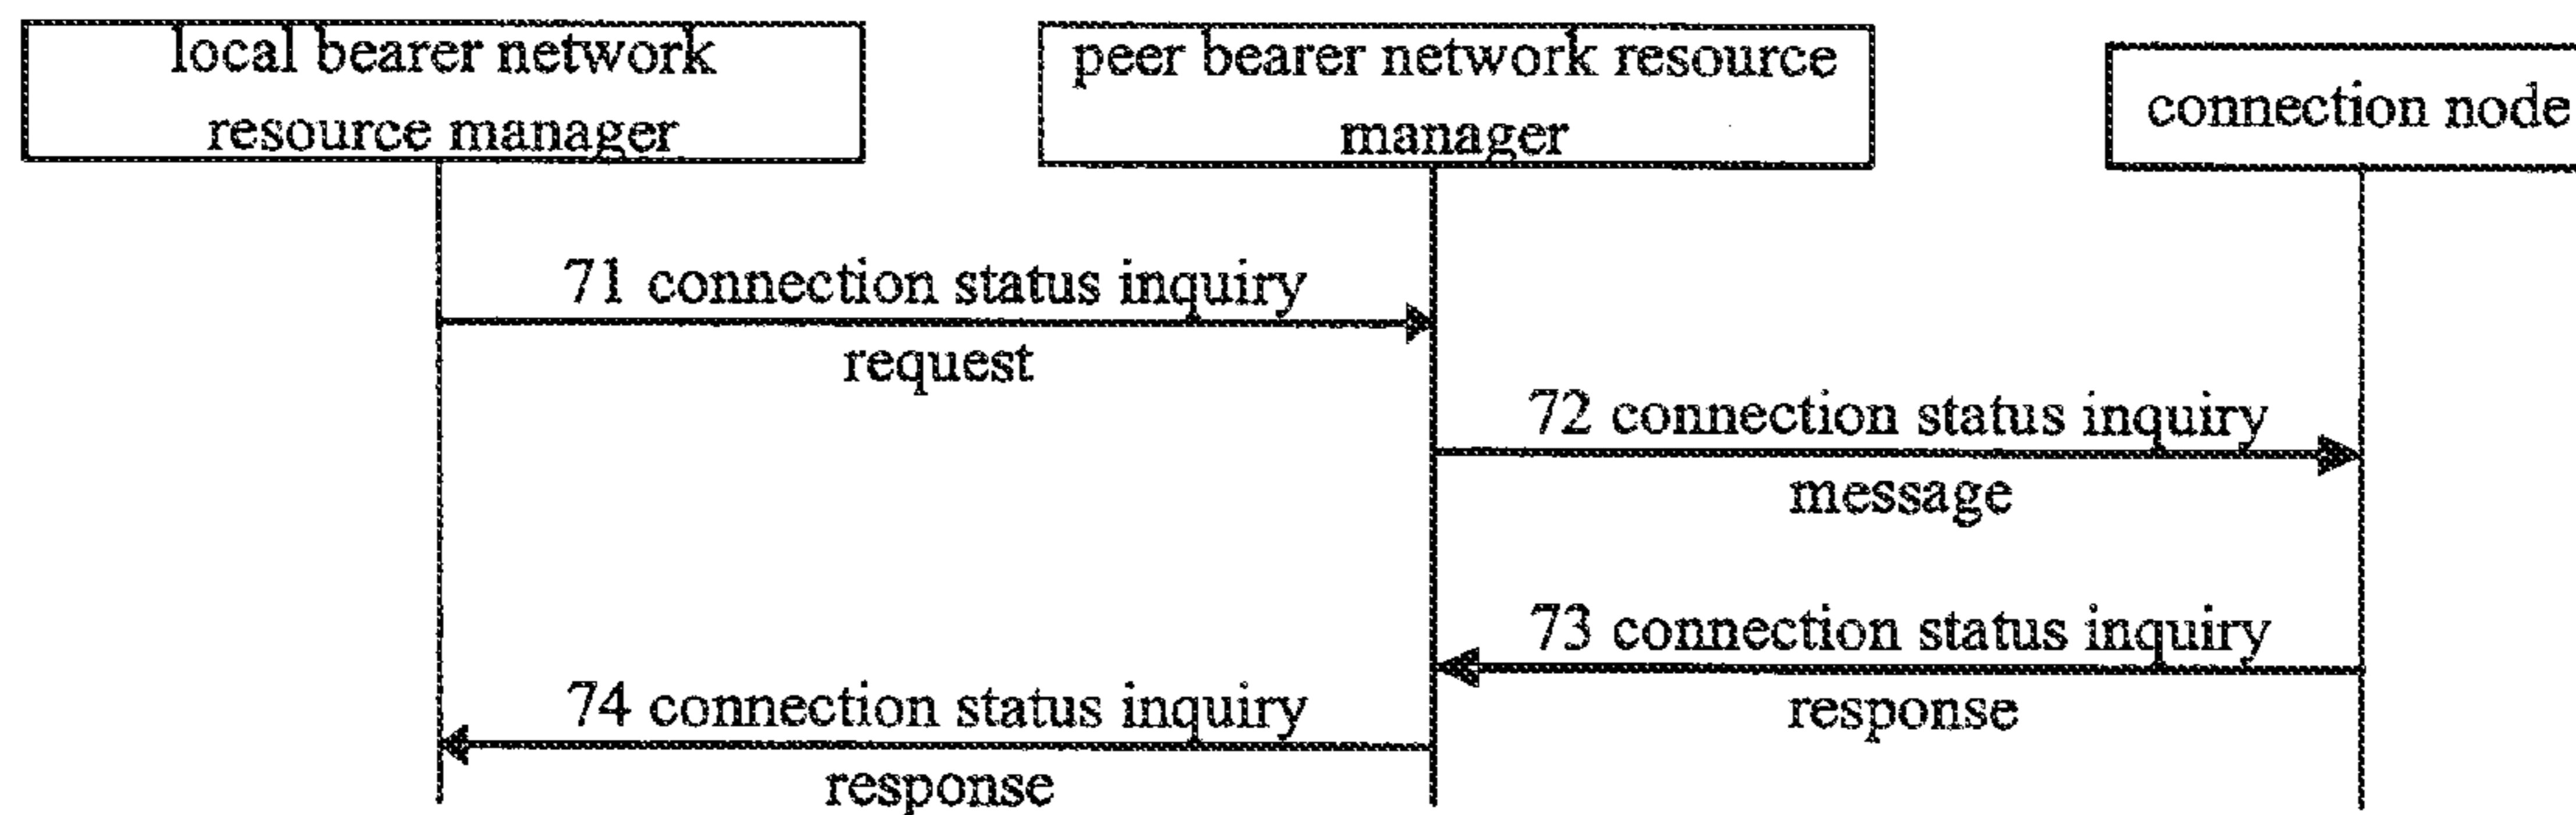 local bearer network
resource manager
peer bearer network resource
manager
connection node
71 connection status inquiry
request
72 connection status inquiry
message
73 connection status inquiry
response
74 connection status inquiry
response